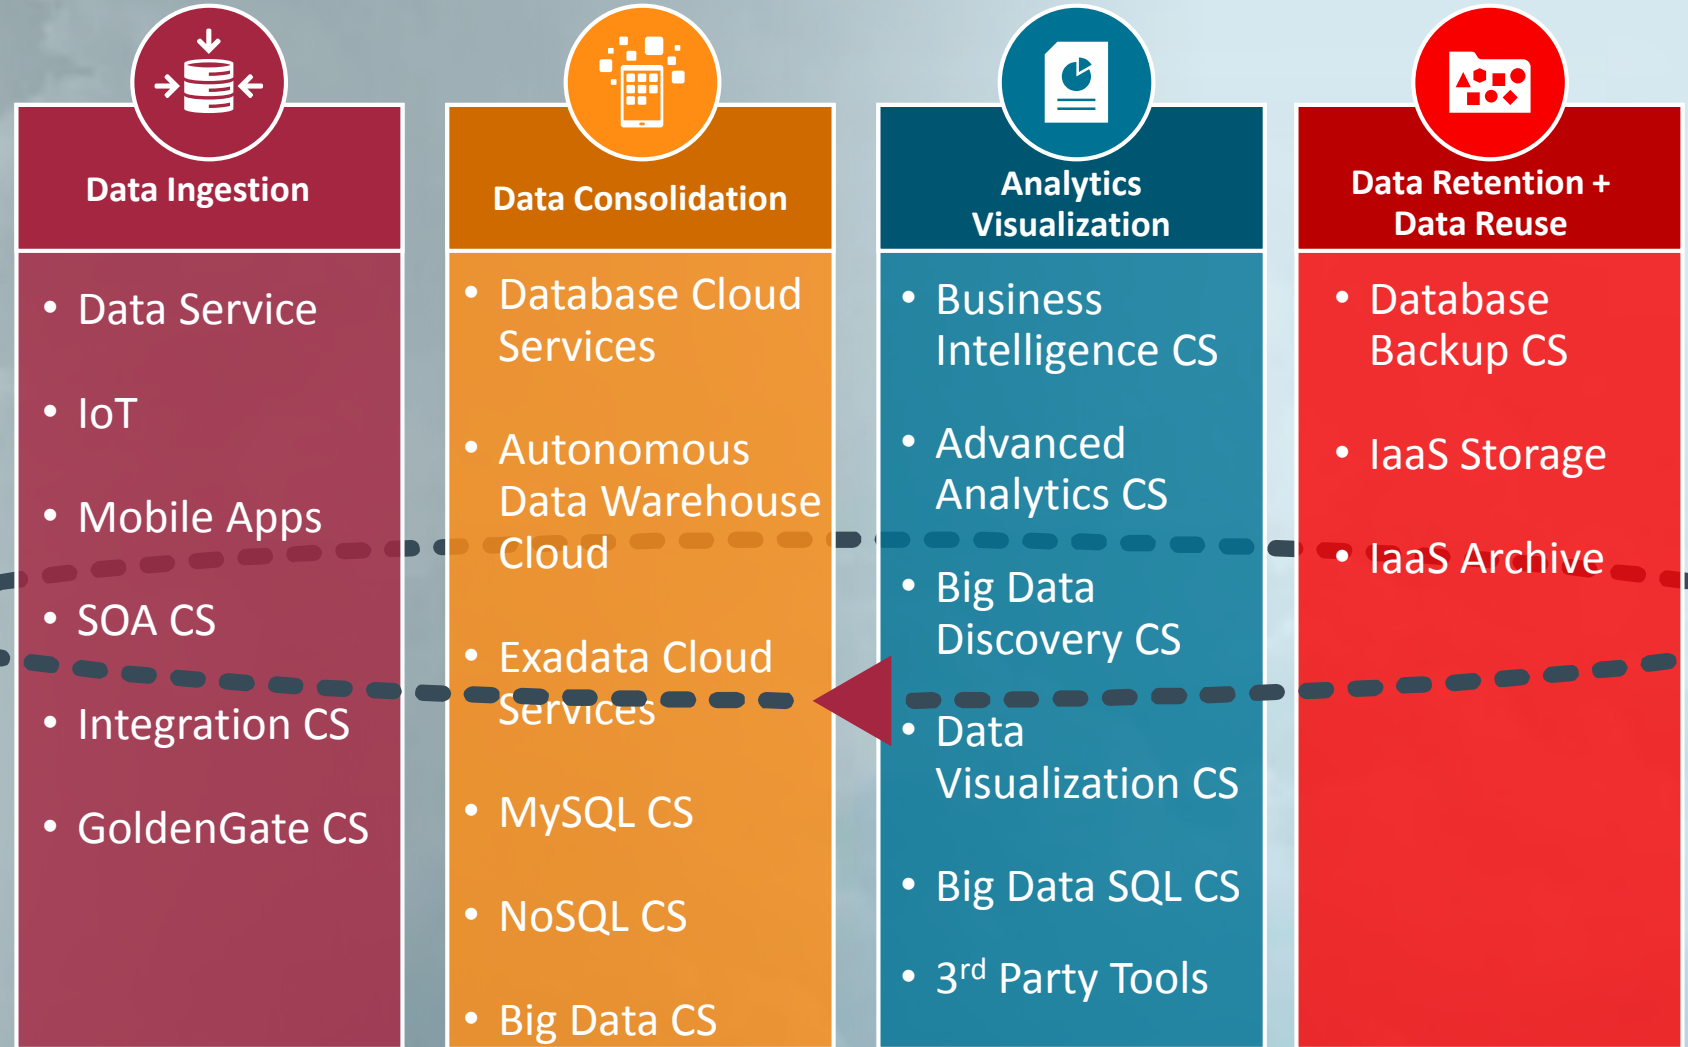 Data Ingestion
• Data Service
• IoT
• Mobile Apps
• SOA CS
• Integration CS
• GoldenGate CS
Data Consolidation
• Database Cloud
Services
• Autonomous
Data Warehouse
Cloud
• Exadata Cloud
Services
• MySQL CS
• NoSQL CS
• Big Data CS
Analytics
Visualization
• Business
Intelligence CS
• Advanced
Analytics CS
• Big Data
Discovery CS
• Data
Visualization CS
• Big Data SQL CS
• 3rd Party Tools
Data Retention +
Data Reuse
• Database
Backup CS
• IaaS Storage
• IaaS Archive